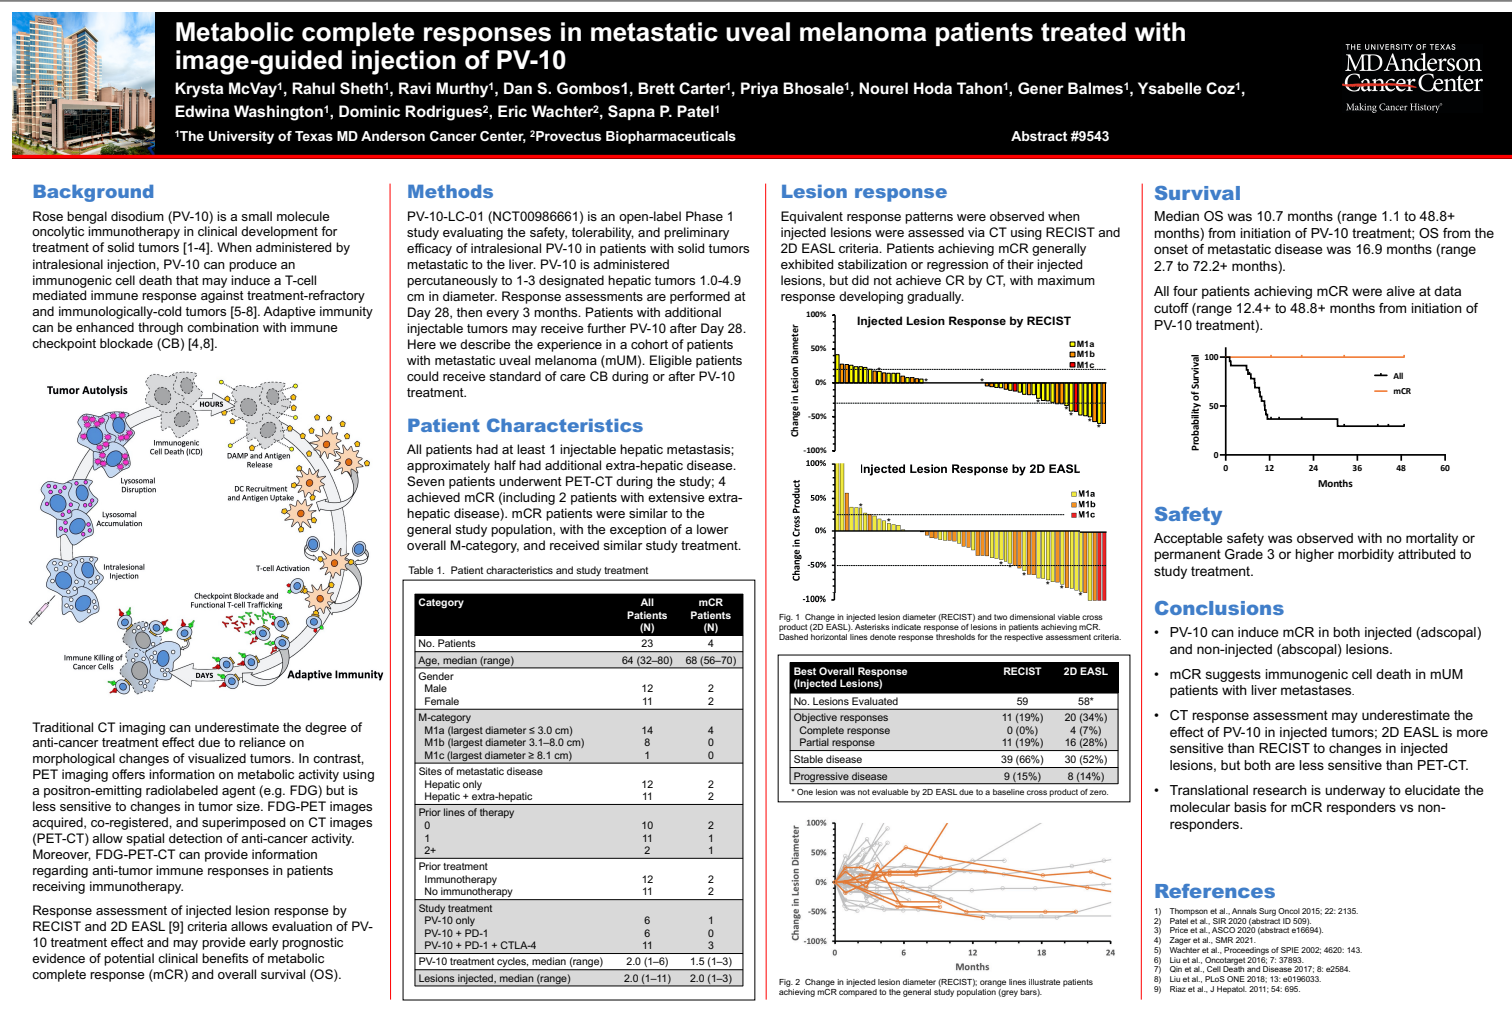 Metabolic complete responses in metastatic uveal melanoma patients treated with
image-guided injection of PV-10
Krysta McVay¹, Rahul Sheth¹, Ravi Murthy¹, Dan S. Gombos1, Brett Carter¹, Priya Bhosale¹, Nourel Hoda Tahon¹, Gener Balmes¹, Ysabelle Coz¹,
Edwina Washington¹, Dominic Rodrigues², Eric Wachter², Sapna P. Patel¹
¹The University of Texas MD Anderson Cancer Center, ²Provectus Biopharmaceuticals
Abstract #9543
THE UNIVERSITY OF TEXAS
MD Anderson
Cancer Center
Making Cancer History®
Background
Rose bengal disodium (PV-10) is a small molecule
oncolytic immunotherapy in clinical development for
treatment of solid tumors [1-4]. When administered by
intralesional injection, PV-10 can produce an
immunogenic cell death that may induce a T-cell
mediated immune response against treatment-refractory
and immunologically-cold tumors [5-8]. Adaptive immunity
can be enhanced through combination with immune
checkpoint blockade (CB) [4,8].
Tumor Autolysis
HOURS
Immunogenic
Cell Death (ICD)
DAMP and Antigen
Release
Lysosomal
Disruption
DC Recruitment
and Antigen Uptake
Lysosomal
Accumulation
Intralesional
Injection
T-cell Activation
Checkpoint Blockade and
Functional T-cell Trafficking
Immune Killing of
Cancer Cells
DAYS
Adaptive Immunity
Traditional CT imaging can underestimate the degree of
anti-cancer treatment effect due to reliance on
morphological changes of visualized tumors. In contrast,
PET imaging offers information on metabolic activity using
a positron-emitting radiolabeled agent (e.g. FDG) but is
less sensitive to changes in tumor size. FDG-PET images
acquired, co-registered, and superimposed on CT images
(PET-CT) allow spatial detection of anti-cancer activity.
Moreover, FDG-PET-CT can provide information
regarding anti-tumor immune responses in patients
receiving immunotherapy.
Response assessment of injected lesion response by
RECIST and 2D EASL [9] criteria allows evaluation of PV-
10 treatment effect and may provide early prognostic
evidence of potential clinical benefits of metabolic
complete response (mCR) and overall survival (OS).
Methods
PV-10-LC-01 (NCT00986661) is an open-label Phase 1
study evaluating the safety, tolerability, and preliminary
efficacy of intralesional PV-10 in patients with solid tumors
metastatic to the liver. PV-10 is administered
percutaneously to 1-3 designated hepatic tumors 1.0-4.9
cm in diameter. Response assessments are performed at
Day 28, then every 3 months. Patients with additional
injectable tumors may receive further PV-10 after Day 28.
Here we describe the experience in a cohort of patients
with metastatic uveal melanoma (mUM). Eligible patients
could receive standard of care CB during or after PV-10
treatment.
Patient Characteristics
All patients had at least 1 injectable hepatic metastasis;
approximately half had additional extra-hepatic disease.
Seven patients underwent PET-CT during the study; 4
achieved mCR (including 2 patients with extensive extra-
hepatic disease). mCR patients were similar to the
general study population, with the exception of a lower
overall M-category, and received similar study treatment.
Table 1. Patient characteristics and study treatment
Category All Patients (N) mCR Patients (N)
No. Patients 23 4
Age, median (range) 64 (32–80) 68 (56–70)
Gender
Male 12 2
Female 11 2
M-category
M1a (largest diameter ≤ 3.0 cm) 14 4
M1b (largest diameter 3.1–8.0 cm) 8 0
M1c (largest diameter ≥ 8.1 cm) 1 0
Sites of metastatic disease
Hepatic only 12 2
Hepatic + extra-hepatic 11 2
Prior lines of therapy
0 10 2
1 11 1
2+ 2 1
Prior treatment
Immunotherapy 12 2
No immunotherapy 11 2
Study treatment
PV-10 only 6 1
PV-10 + PD-1 6 0
PV-10 + PD-1 + CTLA-4 11 3
PV-10 treatment cycles, median (range) 2.0 (1–6) 1.5 (1–3)
Lesions injected, median (range) 2.0 (1–11) 2.0 (1–3)
Lesion response
Equivalent response patterns were observed when
injected lesions were assessed via CT using RECIST and
2D EASL criteria. Patients achieving mCR generally
exhibited stabilization or regression of their injected
lesions, but did not achieve CR by CT, with maximum
response developing gradually.
Injected Lesion Response by RECIST
Change in Lesion Diameter
100%
50%
0%
-50%
-100%
M1a
M1b
M1c
Injected Lesion Response by 2D EASL
Change in Cross Product
100%
50%
0%
-50%
-100%
M1a
M1b
M1c
Fig. 1 Change in injected lesion diameter (RECIST) and two dimensional viable cross
product (2D EASL). Asterisks indicate response of lesions in patients achieving mCR.
Dashed horizontal lines denote response thresholds for the respective assessment criteria.
Best Overall Response (Injected Lesions) RECIST 2D EASL
No. Lesions Evaluated 59 58*
Objective responses 11 (19%) 20 (34%)
Complete response 0 (0%) 4 (7%)
Partial response 11 (19%) 16 (28%)
Stable disease 39 (66%) 30 (52%)
Progressive disease 9 (15%) 8 (14%)
* One lesion was not evaluable by 2D EASL due to a baseline cross product of zero.
Change in Lesion Diameter
100%
50%
0%
-50%
-100%
0 6 12 18 24
Months
Fig. 2 Change in injected lesion diameter (RECIST); orange lines illustrate patients
achieving mCR compared to the general study population (grey bars).
Survival
Median OS was 10.7 months (range 1.1 to 48.8+
months) from initiation of PV-10 treatment; OS from the
onset of metastatic disease was 16.9 months (range
2.7 to 72.2+ months).
All four patients achieving mCR were alive at data
cutoff (range 12.4+ to 48.8+ months from initiation of
PV-10 treatment).
Probability of Survival
100
50
0
0 12 24 36 48 60
Months
All
mCR
Safety
Acceptable safety was observed with no mortality or
permanent Grade 3 or higher morbidity attributed to
study treatment.
Conclusions
• PV-10 can induce mCR in both injected (adscopal)
and non-injected (abscopal) lesions.
• mCR suggests immunogenic cell death in mUM
patients with liver metastases.
• CT response assessment may underestimate the
effect of PV-10 in injected tumors; 2D EASL is more
sensitive than RECIST to changes in injected
lesions, but both are less sensitive than PET-CT.
• Translational research is underway to elucidate the
molecular basis for mCR responders vs non-
responders.
References
1) Thompson et al., Annals Surg Oncol 2015; 22: 2135.
2) Patel et al., SIR 2020 (abstract ID 509).
3) Price et al., ASCO 2020 (abstract e16694).
4) Zager et al., SMR 2021.
5) Wachter et al., Proceedings of SPIE 2002; 4620: 143.
6) Liu et al., Oncotarget 2016; 7: 37893.
7) Qin et al., Cell Death and Disease 2017; 8: e2584.
8) Liu et al., PLoS ONE 2018; 13: e0196033.
9) Riaz et al., J Hepatol. 2011; 54: 695.